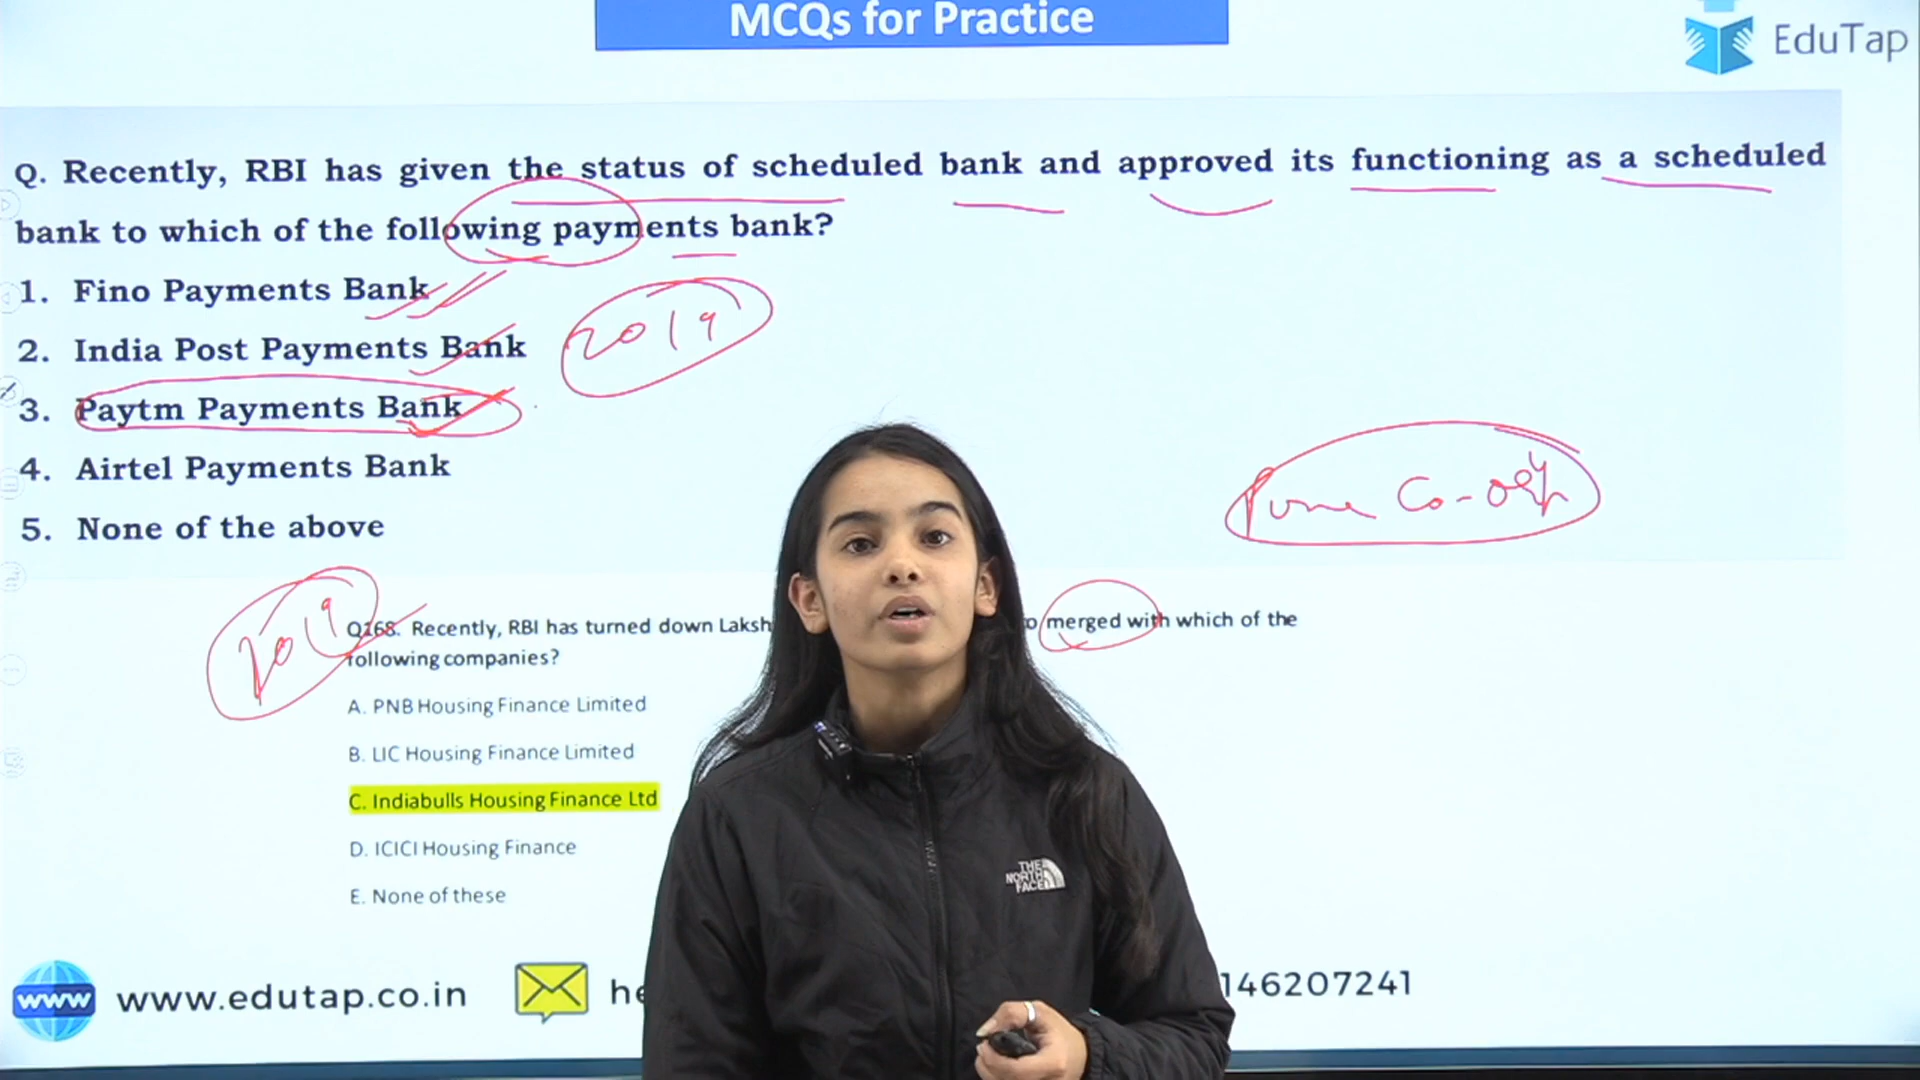 MCQs for Practice
EduTap
Q. Recently, RBI has given the status of scheduled bank and approved its functioning as a scheduled
bank to which of the following payments bank?
1. Fino Payments Bank
2. India Post Payments Bank
2019
3. Paytm Payments Bank
4. Airtel Payments Bank
Co-
5. None of the above
2019
Q168. Recently, RBI has turned down Laksh
merged with which of the
following companies?
A. PNB Housing Finance Limited
B. LIC Housing Finance Limited
C. Indiabulls Housing Finance Ltd
THE
NORTH
FACE
D. ICICI Housing Finance
E. None of these
www www.edutap.co.in he 146207241